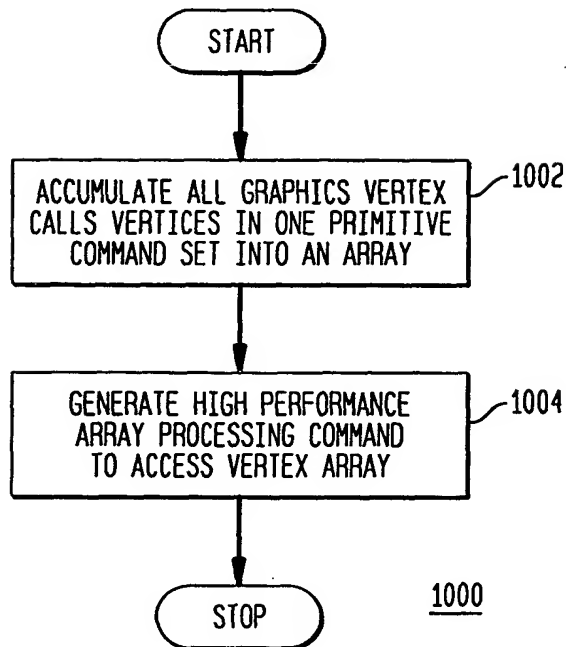 START
ACCUMULATE ALL GRAPHICS VERTEX
CALLS VERTICES IN ONE PRIMITIVE
COMMAND SET INTO AN ARRAY
1002
GENERATE HIGH PERFORMANCE
ARRAY PROCESSING COMMAND
TO ACCESS VERTEX ARRAY
1004
STOP
1000